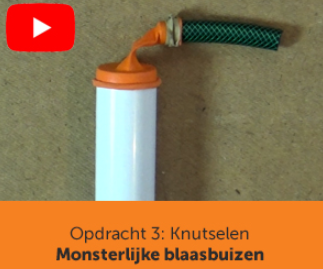 Opdracht 3: Knutselen
Monsterlijke blaasbuizen